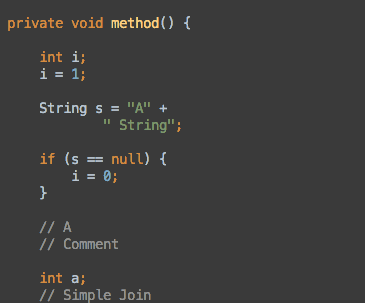 private void method() {
int i;
i = 1;
String s = "A" +
" String";
if (s == null) {
i = 0;
}
// A
// Comment
int a;
// Simple Join